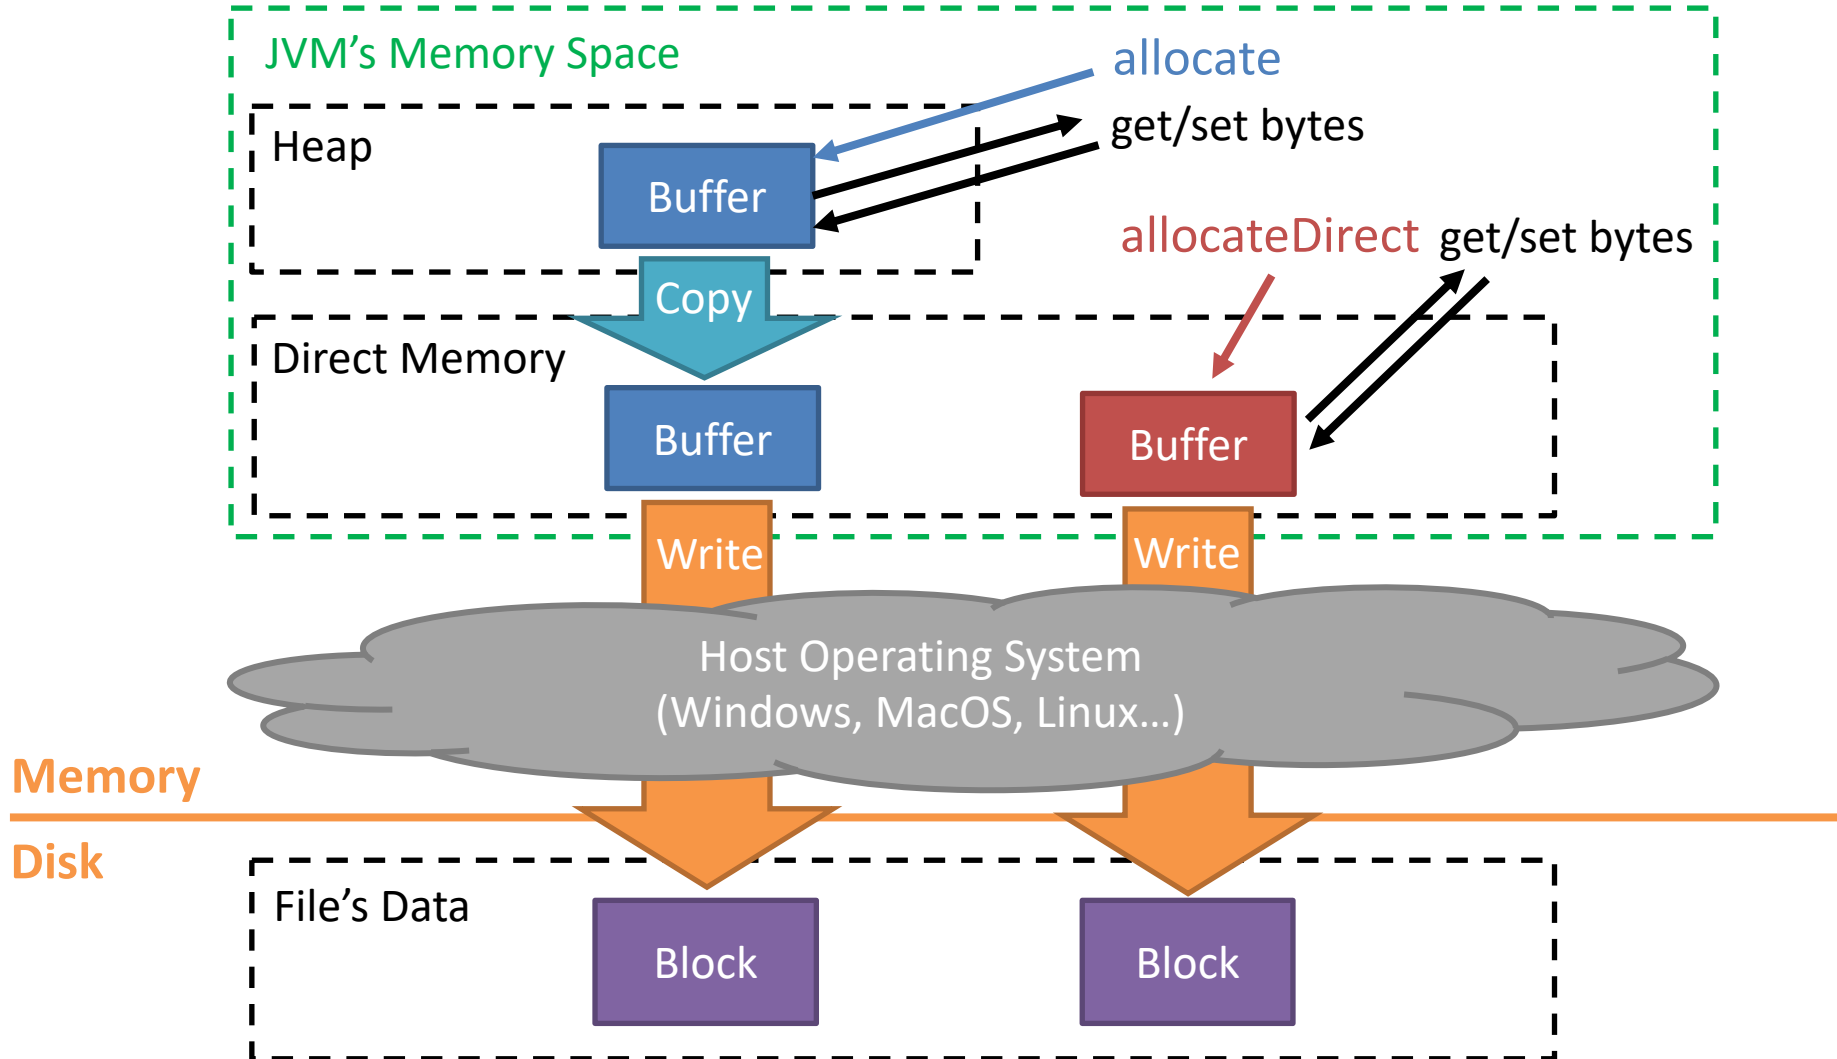 JVM's Memory Space
allocate
Heap
get/set bytes
Buffer
allocateDirect
get/set bytes
Copy
Direct Memory
Buffer
Buffer
Write
Write
Host Operating System
(Windows, MacOS, Linux…)
Memory
Disk
File's Data
Block
Block